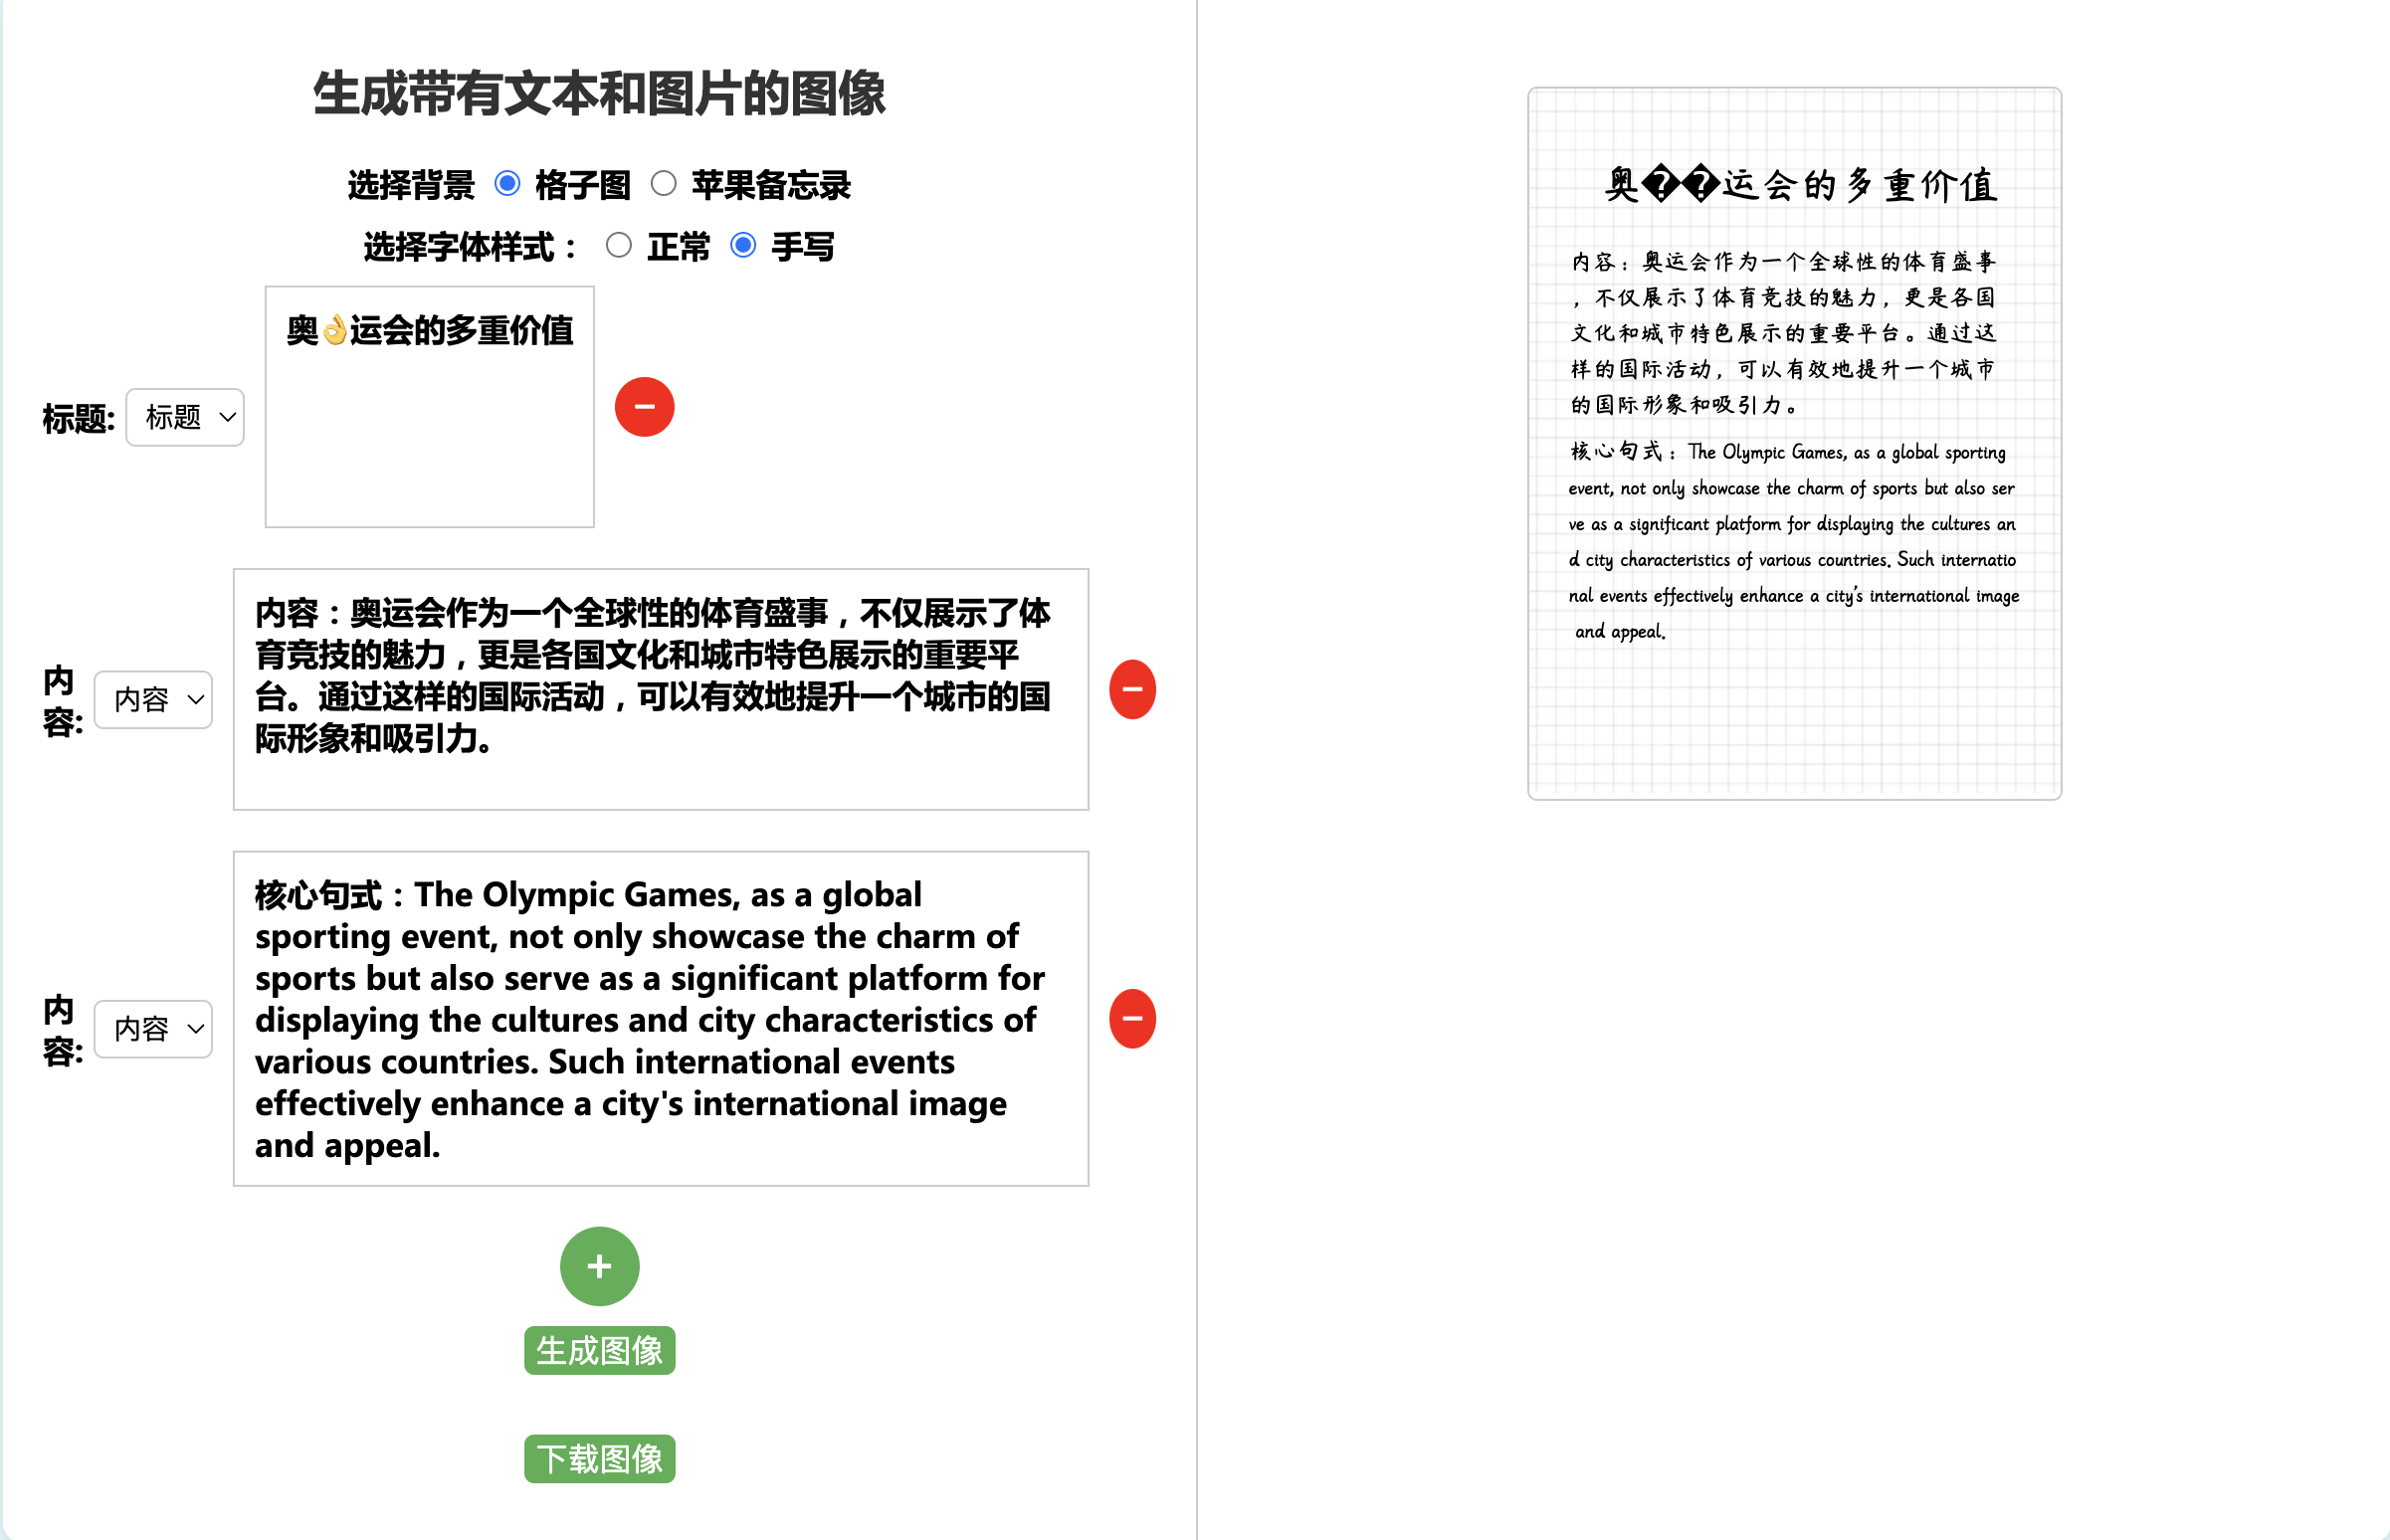 生成带有文本和图片的图像
选择背景 格子图 苹果备忘录
选择字体样式： 正常 手写
标题: 标题 奥👌运会的多重价值
−
内容: 内容
内容：奥运会作为一个全球性的体育盛事，不仅展示了体
育竞技的魅力，更是各国文化和城市特色展示的重要平
台。通过这样的国际活动，可以有效地提升一个城市的国
际形象和吸引力。
−
内容: 内容
核心句式：The Olympic Games, as a global
sporting event, not only showcase the charm of
sports but also serve as a significant platform for
displaying the cultures and city characteristics of
various countries. Such international events
effectively enhance a city's international image
and appeal.
−
+
生成图像
下载图像
奥��运会的多重价值
内容：奥运会作为一个全球性的体育盛事
，不仅展示了体育竞技的魅力，更是各国
文化和城市特色展示的重要平台。通过这
样的国际活动，可以有效地提升一个城市
的国际形象和吸引力。
核心句式：The Olympic Games, as a global sporting
event, not only showcase the charm of sports but also ser
ve as a significant platform for displaying the cultures an
d city characteristics of various countries. Such internatio
nal events effectively enhance a city's international image
and appeal.